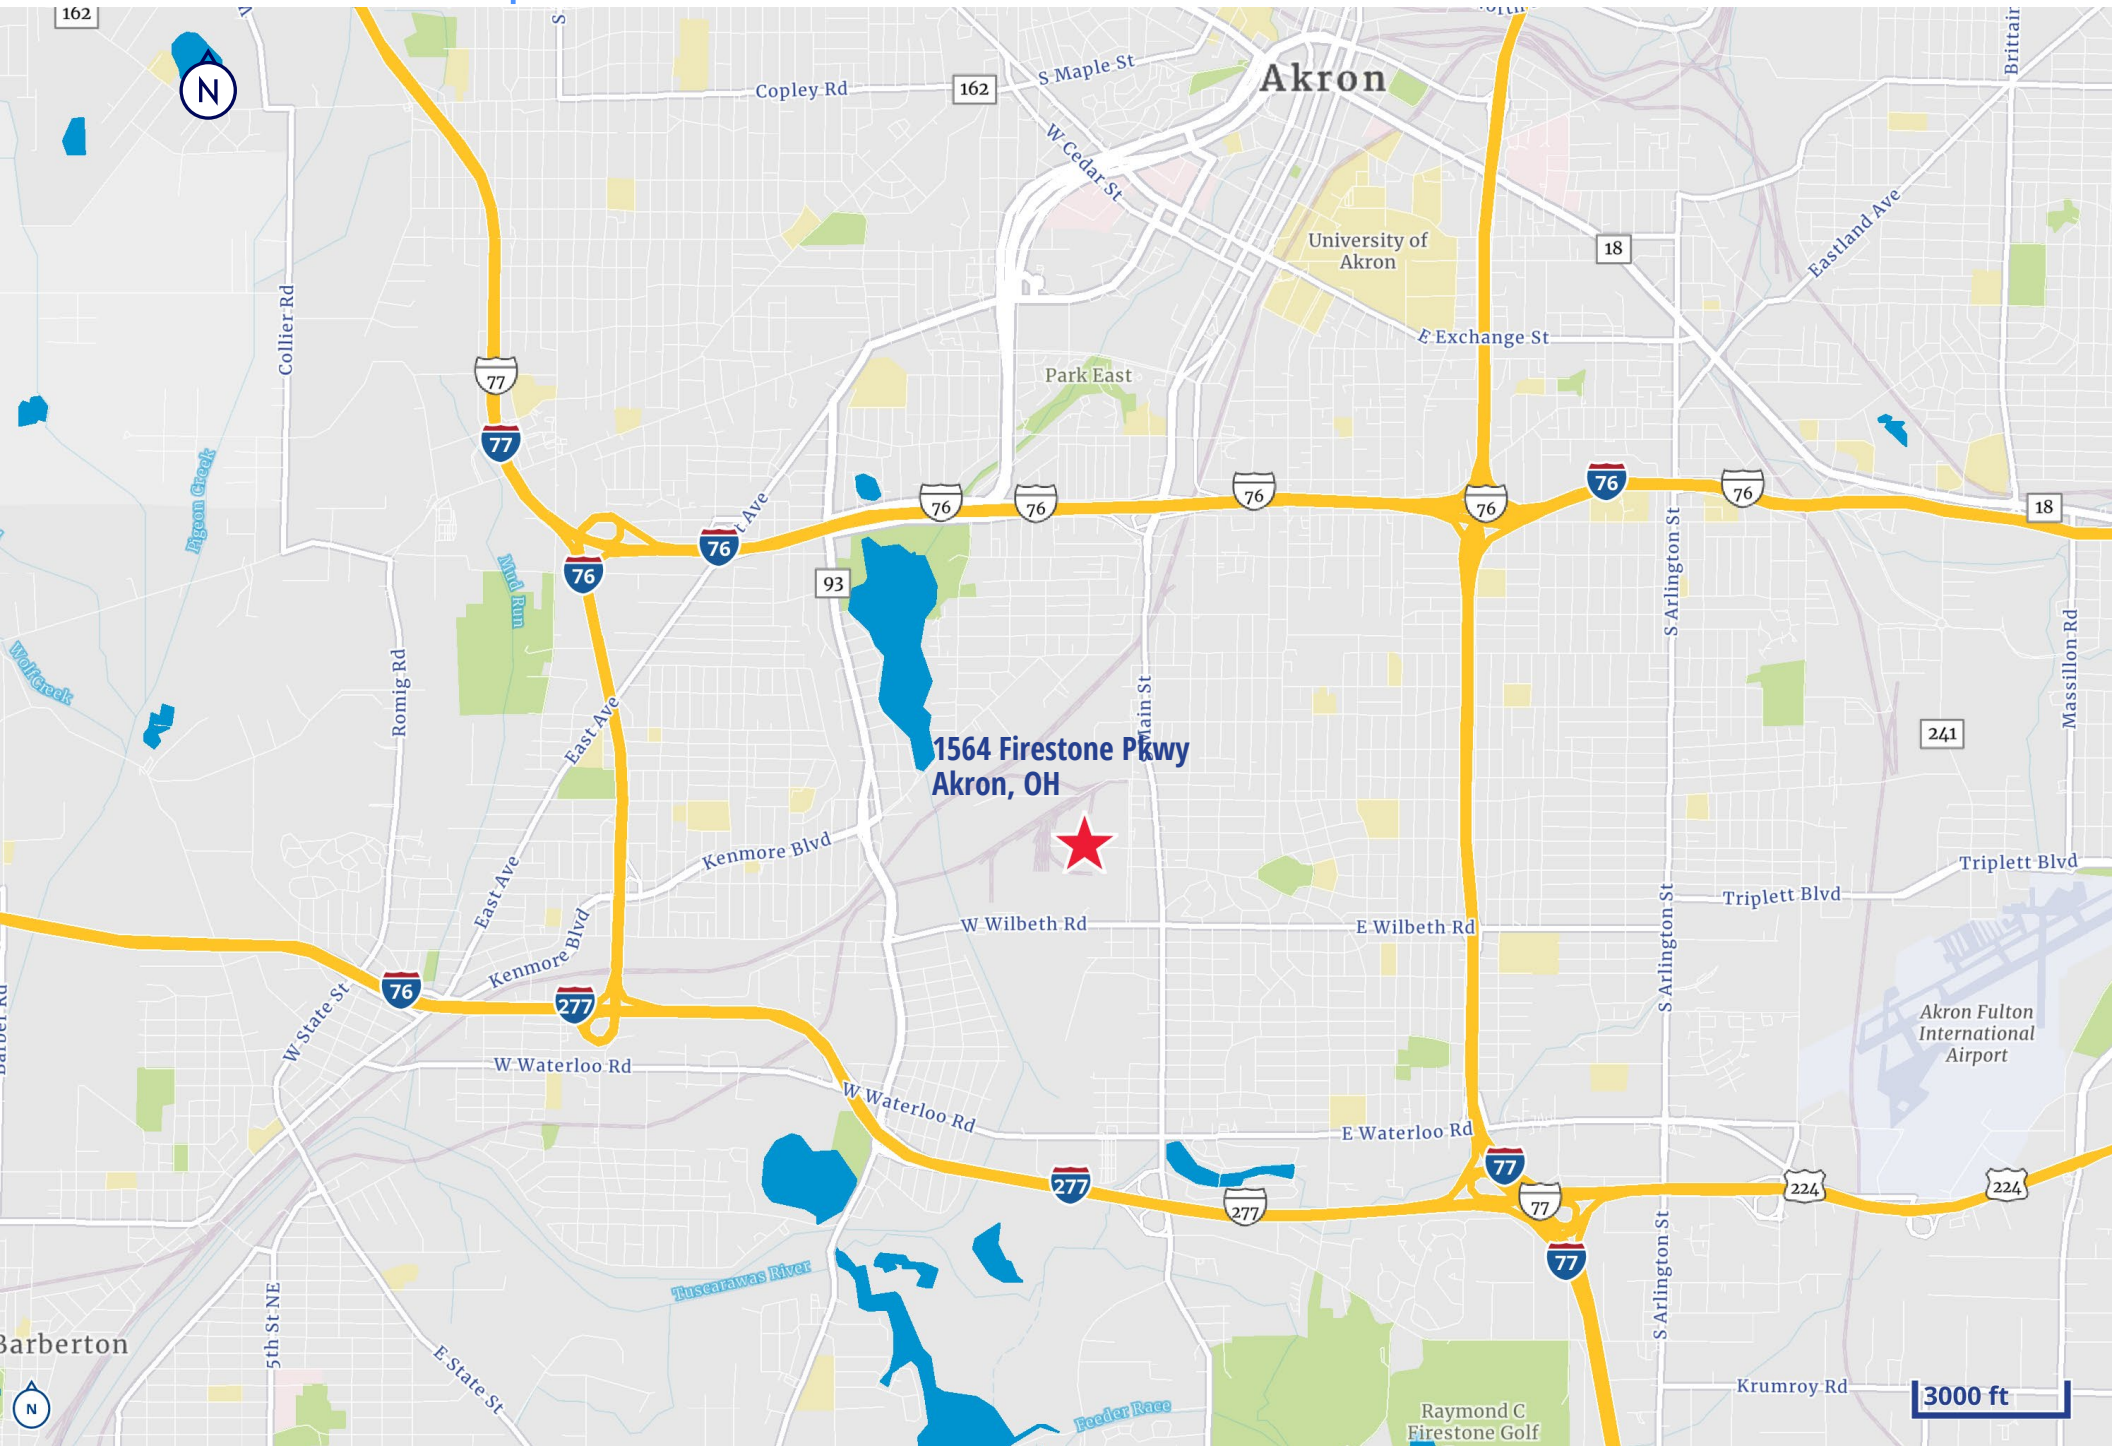 162
N
Copley Rd
162
S Maple St
Akron
W Cedar St
Brittain
University of
Akron
18
Eastland Ave
Collier Rd
E Exchange St
77
Park East
77
Pigeon Creek
76
76
76
76
76
76
18
t Ave
76
76
93
Mud Run
S Arlington St
Massillon Rd
Wolf Creek
Romig Rd
East Ave
S Main St
241
1564 Firestone Pkwy
Akron, OH
Kenmore Blvd
Triplett Blvd
East Ave
Triplett Blvd
W Wilbeth Rd
E Wilbeth Rd
S Arlington St
Kenmore Blvd
76
277
W State St
Akron Fulton
International
Airport
W Waterloo Rd
W Waterloo Rd
E Waterloo Rd
77
277
277
77
224
224
77
S Arlington St
Tuscarawas River
5th St NE
Barberton
E State St
Krumroy Rd
3000 ft
N
Feeder Race
Raymond C
Firestone Golf